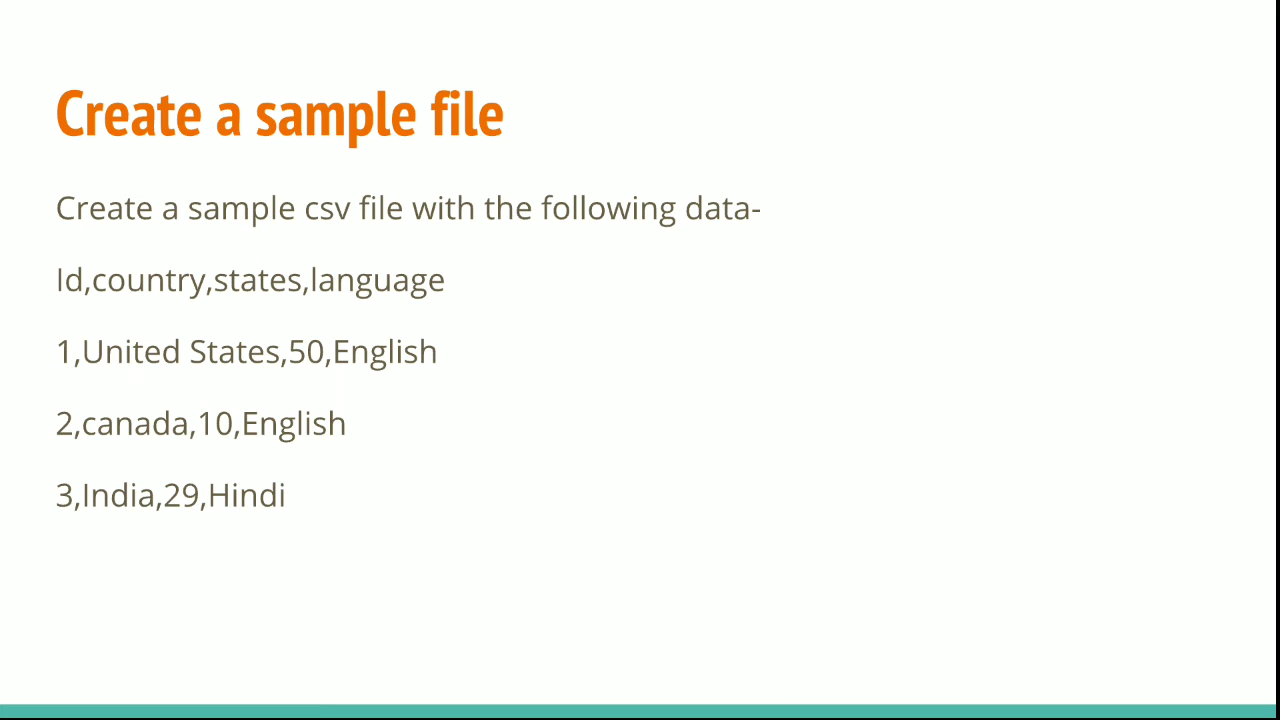 Create a sample file
Create a sample csv file with the following data-
Id,country,states,language
1,United States,50,English
2,canada,10,English
3,India,29,Hindi